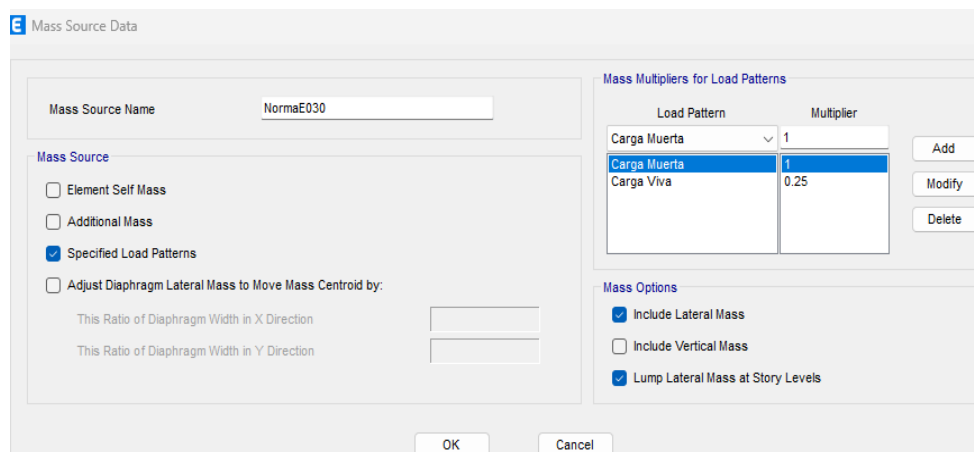 E Mass Source Data
Mass Source Name NormaE030
Mass Source
Element Self Mass
Additional Mass
Specified Load Patterns
Adjust Diaphragm Lateral Mass to Move Mass Centroid by:
This Ratio of Diaphragm Width in X Direction
This Ratio of Diaphragm Width in Y Direction
Mass Multipliers for Load Patterns
Load Pattern Multiplier
Carga Muerta 1
Carga Muerta 1
Carga Viva 0.25
Add
Modify
Delete
Mass Options
Include Lateral Mass
Include Vertical Mass
Lump Lateral Mass at Story Levels
OK Cancel